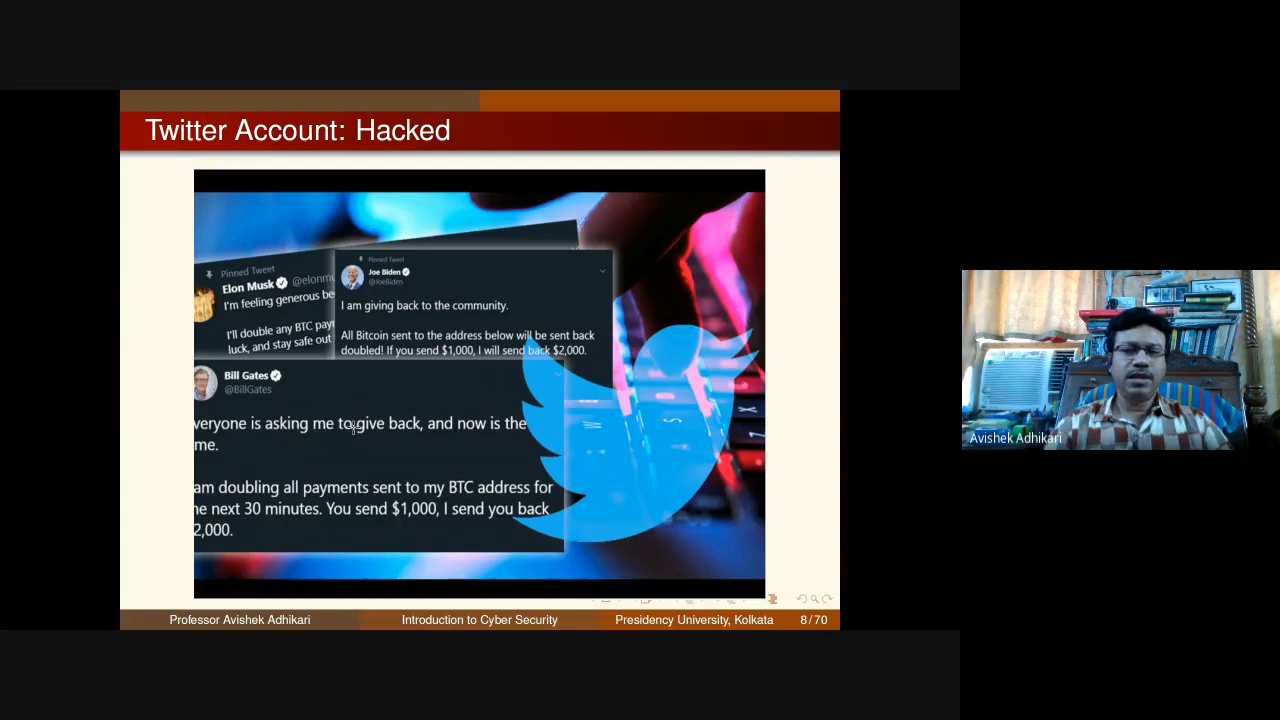 Twitter Account: Hacked
Pinned Tweet
Elon Musk
I'm feeling generous
I'll double any BTC
luck, and stay safe out
Pinned Tweet
Joe Biden
@JoeBiden
I am giving back to the community.
All Bitcoin sent to the address below will be sent back
doubled! If you send $1,000, I will send back $2,000.
Bill Gates
@BillGates
is asking me to give back, and now is the
am doubling all payments sent to my BTC address for
next 30 minutes. You send $1,000, I send you back
2,000.
Professor Avishek Adhikari
Introduction to Cyber Security
Presidency University, Kolkata
8/70
Avishek Adhikari